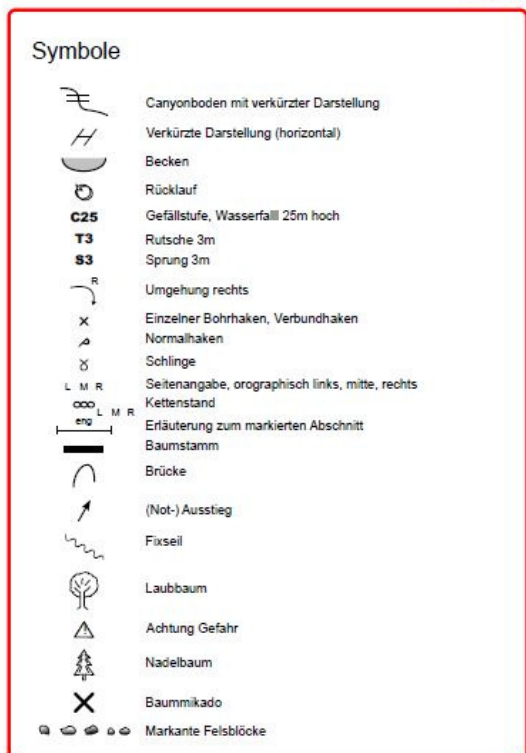 Symbole
Canyonboden mit verkürzter Darstellung
Verkürzte Darstellung (horizontal)
Becken
Rücklauf
C25 Gefällstufe, Wasserfall 25m hoch
T3 Rutsche 3m
S3 Sprung 3m
R
Umgehung rechts
Einzelner Bohrhaken, Verbundhaken
Normalhaken
Schlinge
L M R Seitenangabe, orographisch links, mitte, rechts
L M R Kettenstand
eng Erläuterung zum markierten Abschnitt
Baumstamm
Brücke
(Not-) Ausstieg
Fixseil
Laubbaum
Achtung Gefahr
Nadelbaum
Baummikado
Markante Felsblöcke